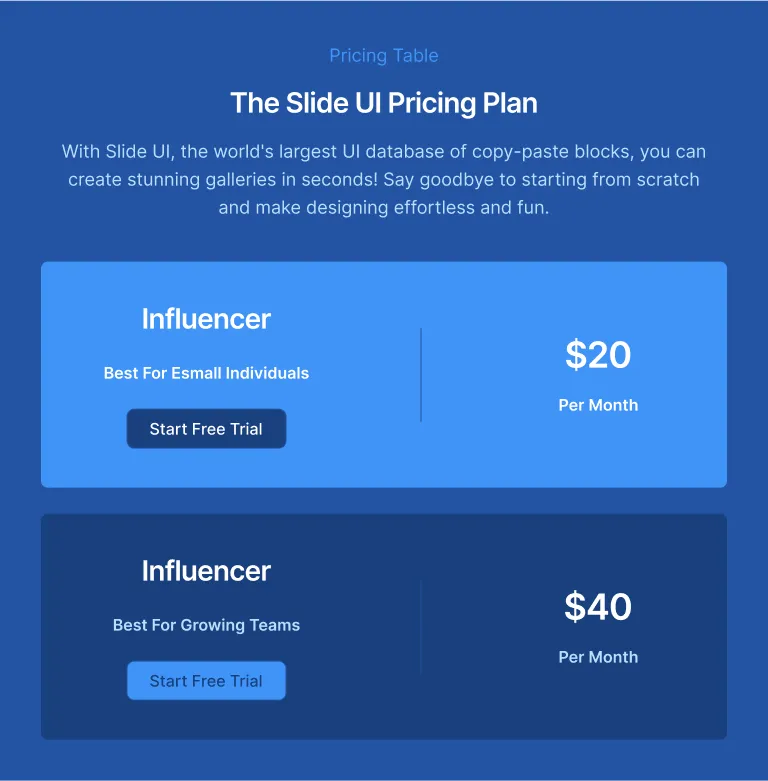 Pricing Table
The Slide UI Pricing Plan
With Slide UI, the world's largest UI database of copy-paste blocks, you can
create stunning galleries in seconds! Say goodbye to starting from scratch
and make designing effortless and fun.
Influencer
Best For Esmall Individuals
Start Free Trial
$20
Per Month
Influencer
Best For Growing Teams
Start Free Trial
$40
Per Month